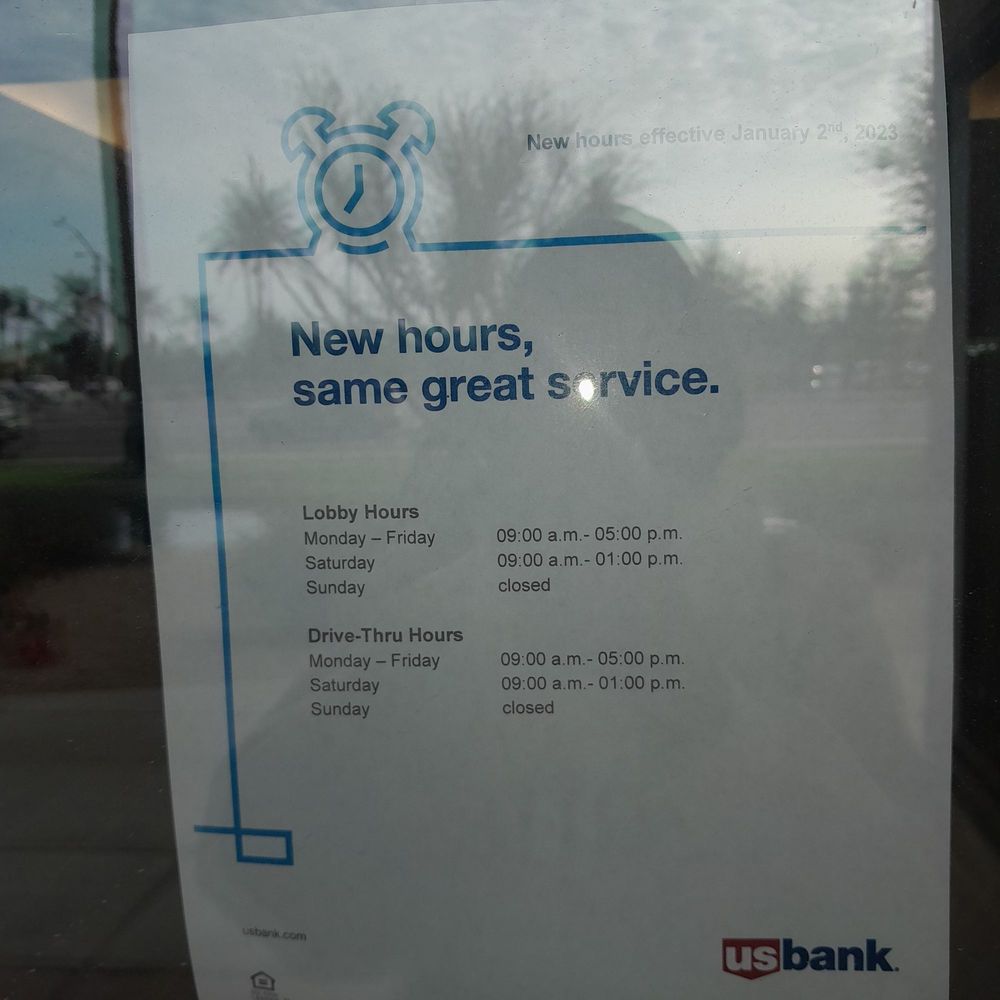 New hours effective January 2nd, 2023
New hours,
same great service.
Lobby Hours
Monday – Friday 09:00 a.m.- 05:00 p.m.
Saturday 09:00 a.m.- 01:00 p.m.
Sunday closed
Drive-Thru Hours
Monday – Friday 09:00 a.m.- 05:00 p.m.
Saturday 09:00 a.m.- 01:00 p.m.
Sunday closed
usbank.com
usbank.